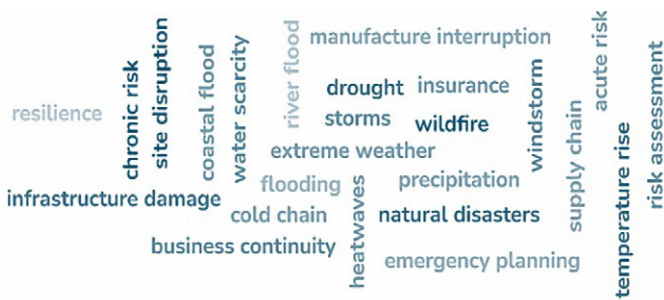 resilience
chronic risk
site disruption
coastal flood
water scarcity
river flood
manufacture interruption
drought
insurance
storms
wildfire
extreme weather
windstorm
acute risk
supply chain
temperature rise
risk assessment
flooding
precipitation
infrastructure damage
cold chain
heatwaves
natural disasters
business continuity
emergency planning